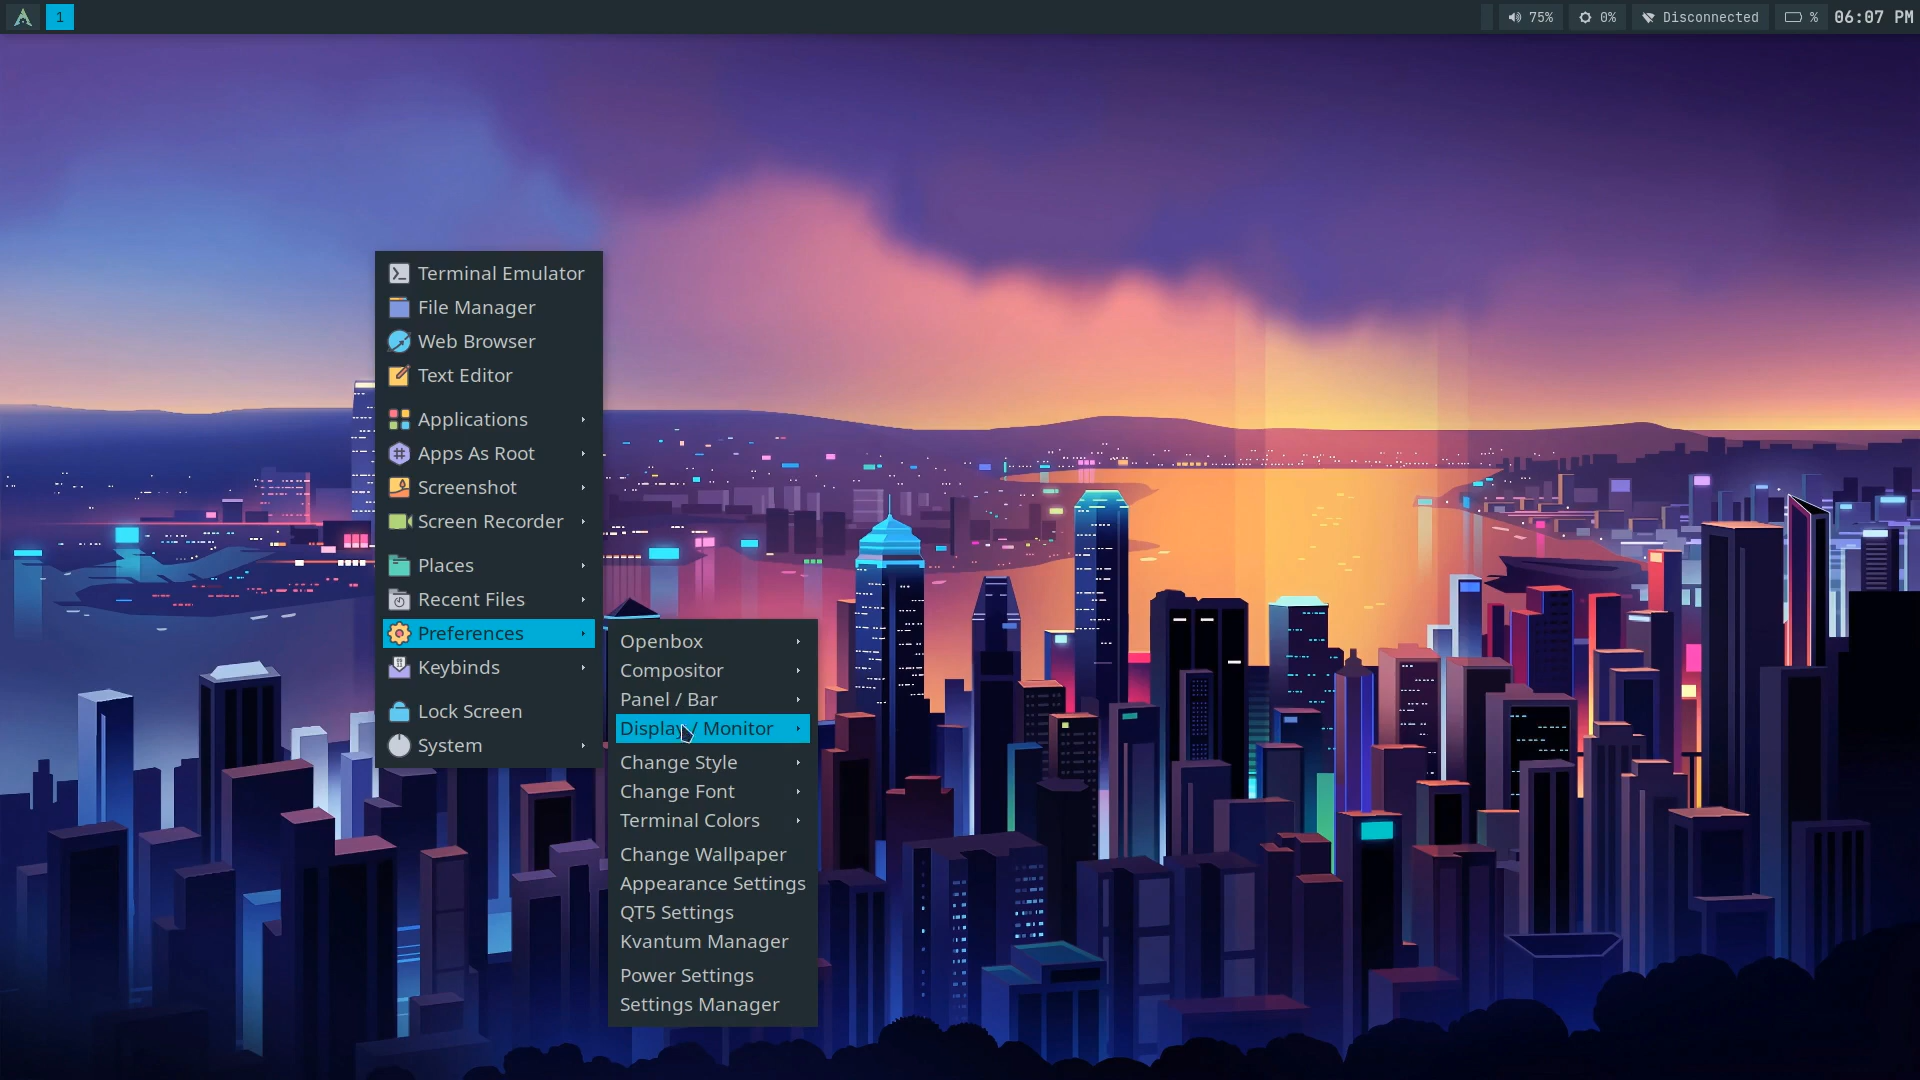 1
75%
0%
Disconnected
%
06:07 PM
Terminal Emulator
File Manager
Web Browser
Text Editor
Applications
Apps As Root
Screenshot
Screen Recorder
Places
Recent Files
Preferences
Keybinds
Lock Screen
System
Openbox
Compositor
Panel / Bar
Display / Monitor
Change Style
Change Font
Terminal Colors
Change Wallpaper
Appearance Settings
QT5 Settings
Kvantum Manager
Power Settings
Settings Manager